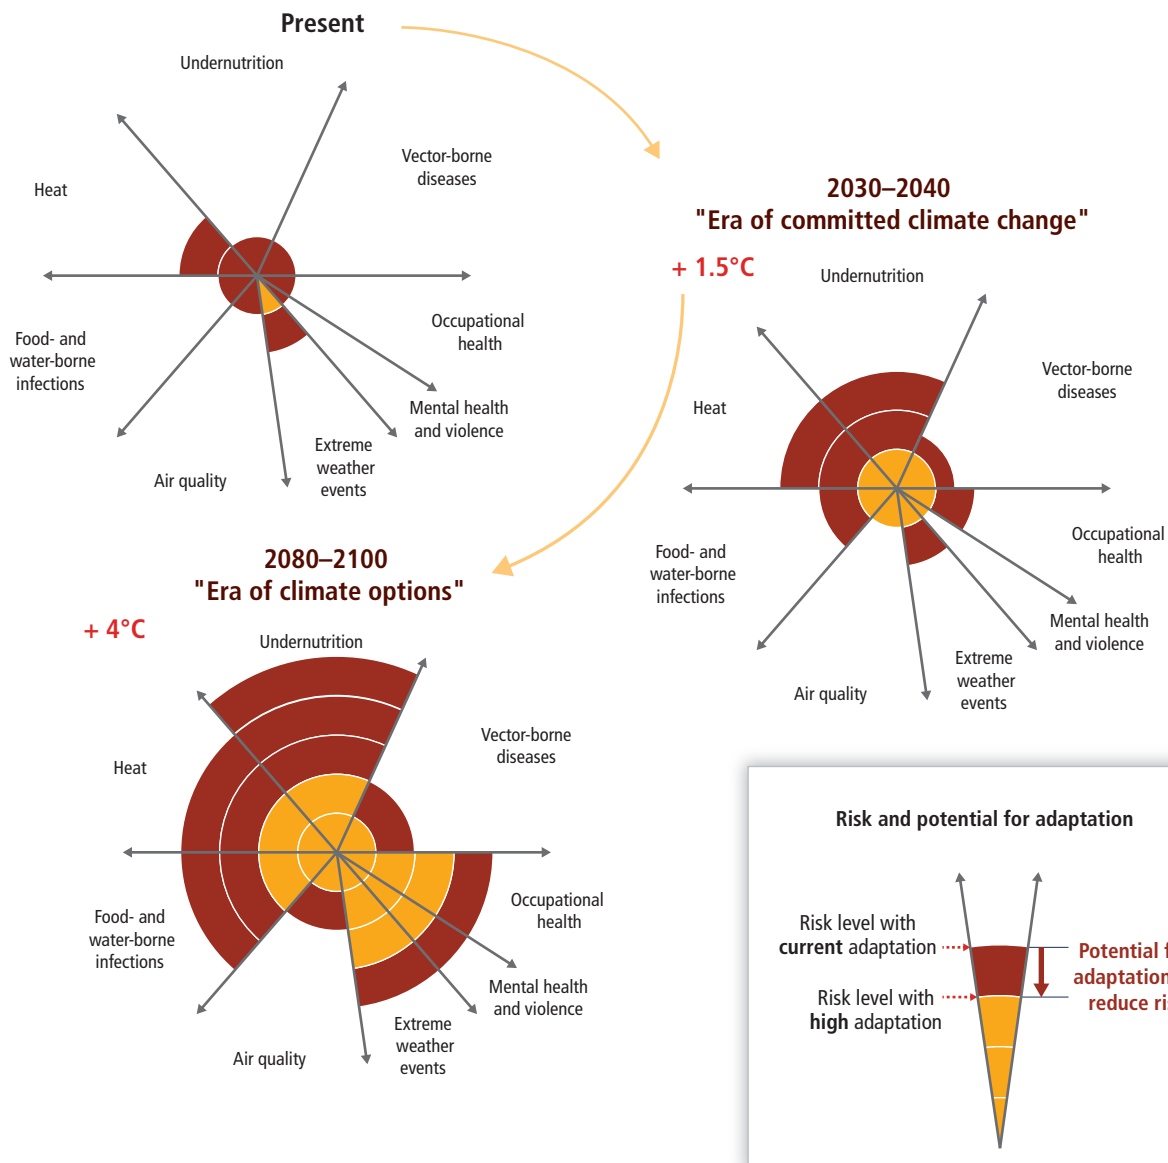 Present
Undernutrition
Vector-borne
diseases
Heat
Occupational
health
Food- and
water-borne
infections
Mental health
and violence
Extreme
weather
events
Air quality
2030–2040
"Era of committed climate change"
+ 1.5°C
Undernutrition
Vector-borne
diseases
Heat
Occupational
health
Food- and
water-borne
infections
Mental health
and violence
Extreme
weather
events
Air quality
2080–2100
"Era of climate options"
+ 4°C
Undernutrition
Vector-borne
diseases
Heat
Occupational
health
Food- and
water-borne
infections
Mental health
and violence
Extreme
weather
events
Air quality
Risk and potential for adaptation
Risk level with
current adaptation
Risk level with
high adaptation
Potential
adaptation
reduce